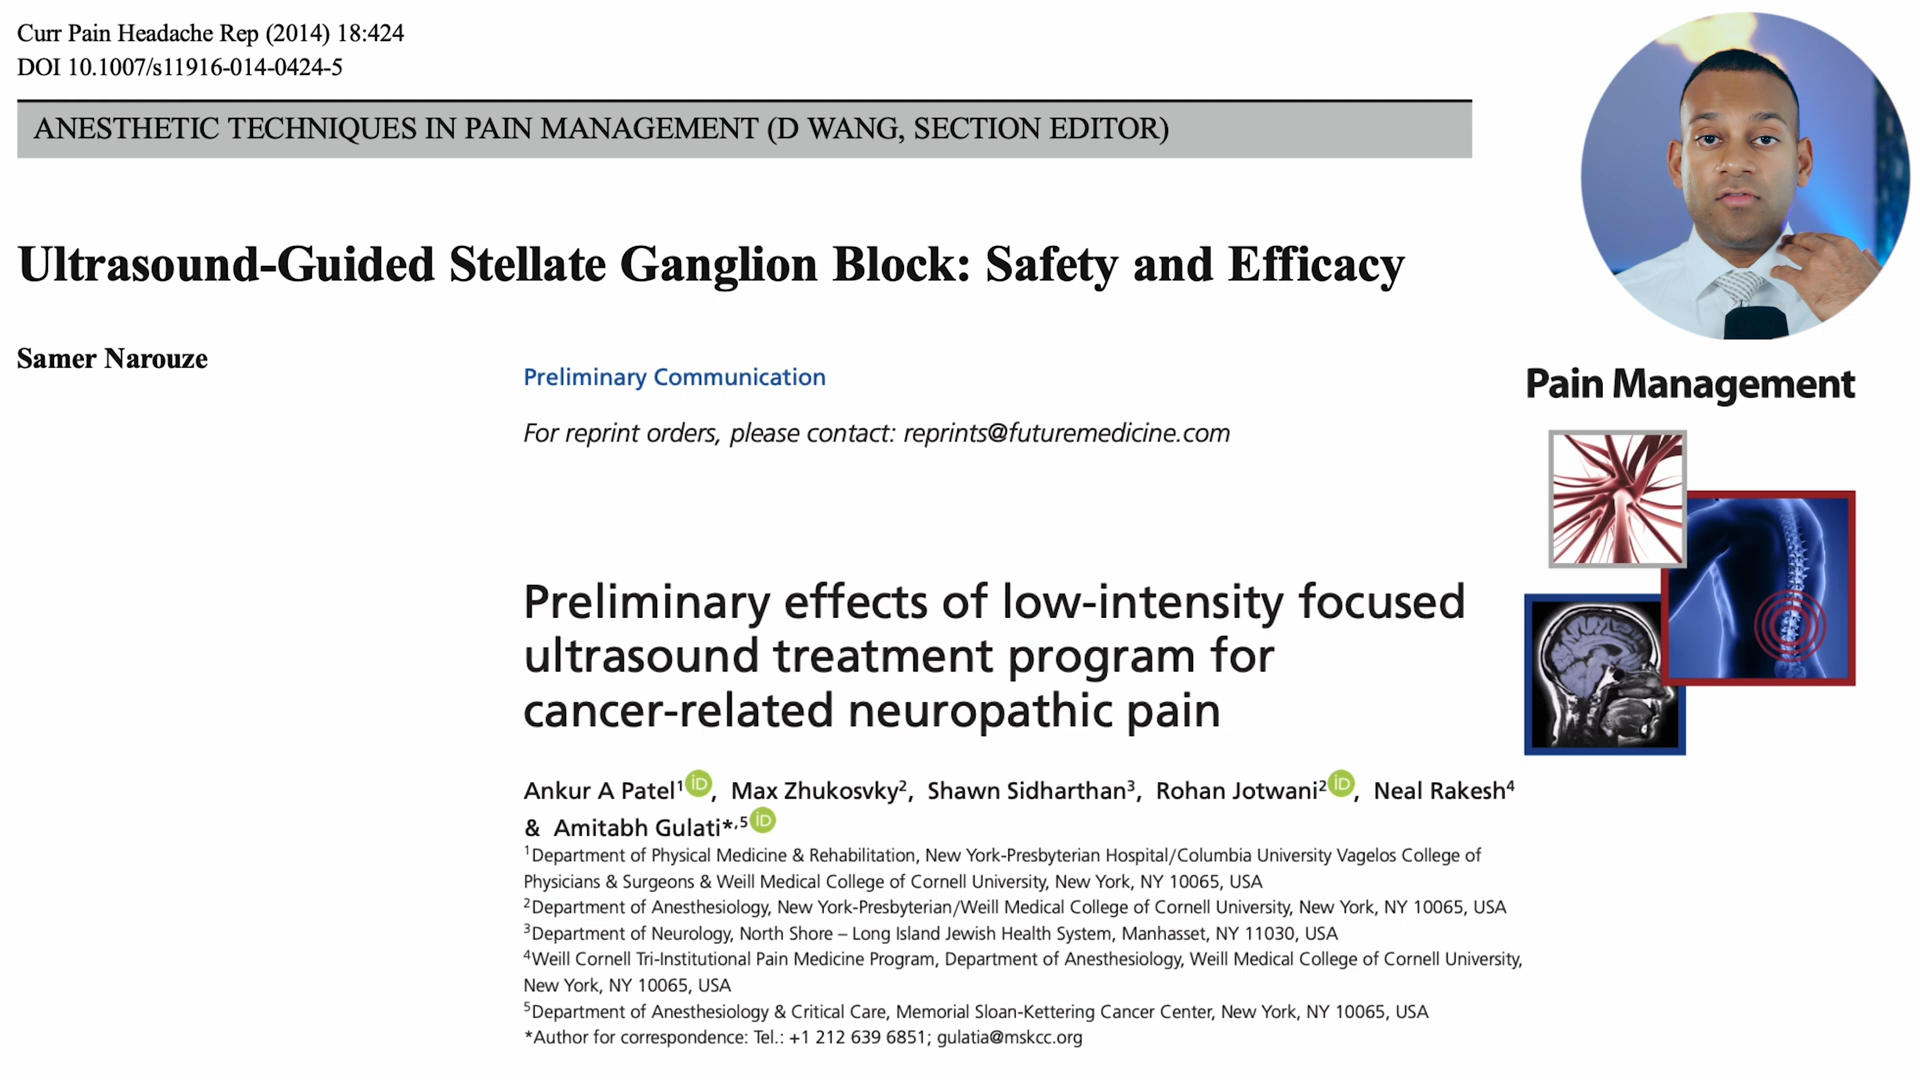 Curr Pain Headache Rep (2014) 18:424
DOI 10.1007/s11916-014-0424-5
ANESTHETIC TECHNIQUES IN PAIN MANAGEMENT (D WANG, SECTION EDITOR)
Ultrasound-Guided Stellate Ganglion Block: Safety and Efficacy
Samer Narouze
Preliminary Communication
Pain Management
For reprint orders, please contact: reprints@futuremedicine.com
Preliminary effects of low-intensity focused
ultrasound treatment program for
cancer-related neuropathic pain
Ankur A Patel¹ iD, Max Zhukosvky², Shawn Sidharthan³, Rohan Jotwani² iD, Neal Rakesh⁴
& Amitabh Gulati*,⁵ iD
¹Department of Physical Medicine & Rehabilitation, New York-Presbyterian Hospital/Columbia University Vagelos College of
Physicians & Surgeons & Weill Medical College of Cornell University, New York, NY 10065, USA
²Department of Anesthesiology, New York-Presbyterian/Weill Medical College of Cornell University, New York, NY 10065, USA
³Department of Neurology, North Shore – Long Island Jewish Health System, Manhasset, NY 11030, USA
⁴Weill Cornell Tri-Institutional Pain Medicine Program, Department of Anesthesiology, Weill Medical College of Cornell University,
New York, NY 10065, USA
⁵Department of Anesthesiology & Critical Care, Memorial Sloan-Kettering Cancer Center, New York, NY 10065, USA
*Author for correspondence: Tel.: +1 212 639 6851; gulatia@mskcc.org